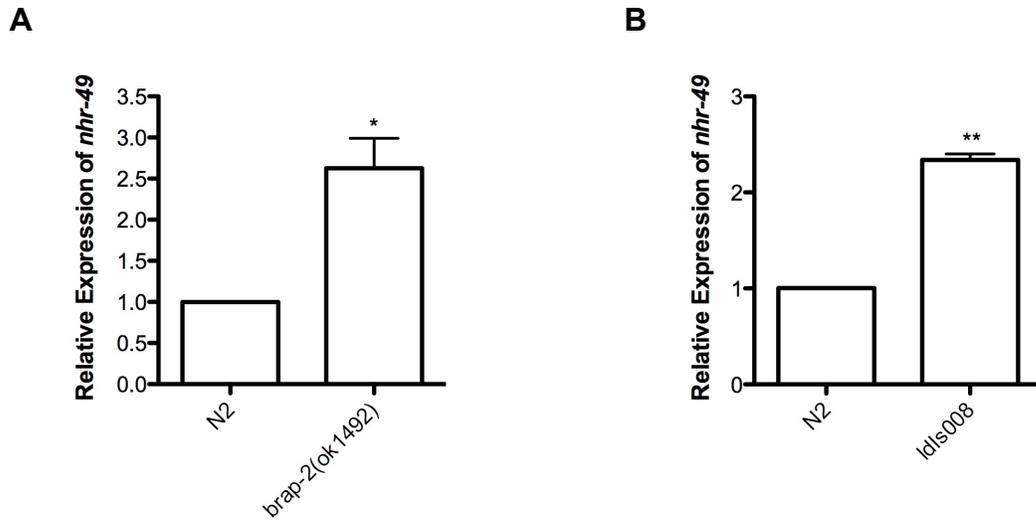 A
Relative Expression of nhr-49
3.5
3.0
2.5
2.0
1.5
1.0
0.5
0.0
*
N2
brap-2(ok1492)
B
Relative Expression of nhr-49
3
2
1
0
**
N2
ldls008